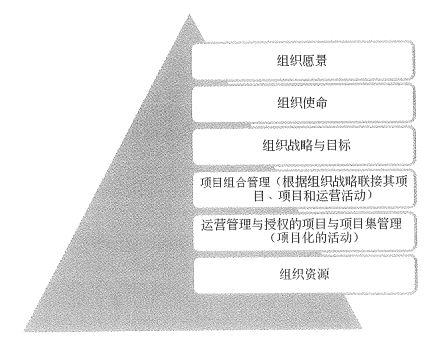 组织愿景
组织使命
组织战略与目标
项目组合管理（根据组织战略联接其项
目、项目和运营活动）
运营管理与授权的项目与项目集管理
（项目化的活动）
组织资源